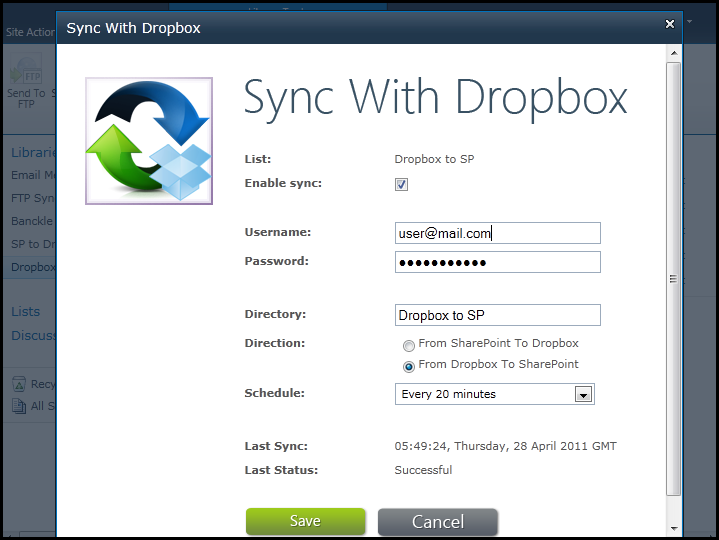 Sync With Dropbox
Site Action
FTP
Send To
FTP
Librarie
Email Me
FTP Syn
Banckle
SP to Dr
Dropbox
Lists
Discuss
Recy
All S
Sync With Dropbox
List: Dropbox to SP
Enable sync:
Username: user@mail.com
Password: ●●●●●●●●●●●
Directory: Dropbox to SP
Direction: From SharePoint To Dropbox
From Dropbox To SharePoint
Schedule: Every 20 minutes
Last Sync: 05:49:24, Thursday, 28 April 2011 GMT
Last Status: Successful
Save Cancel